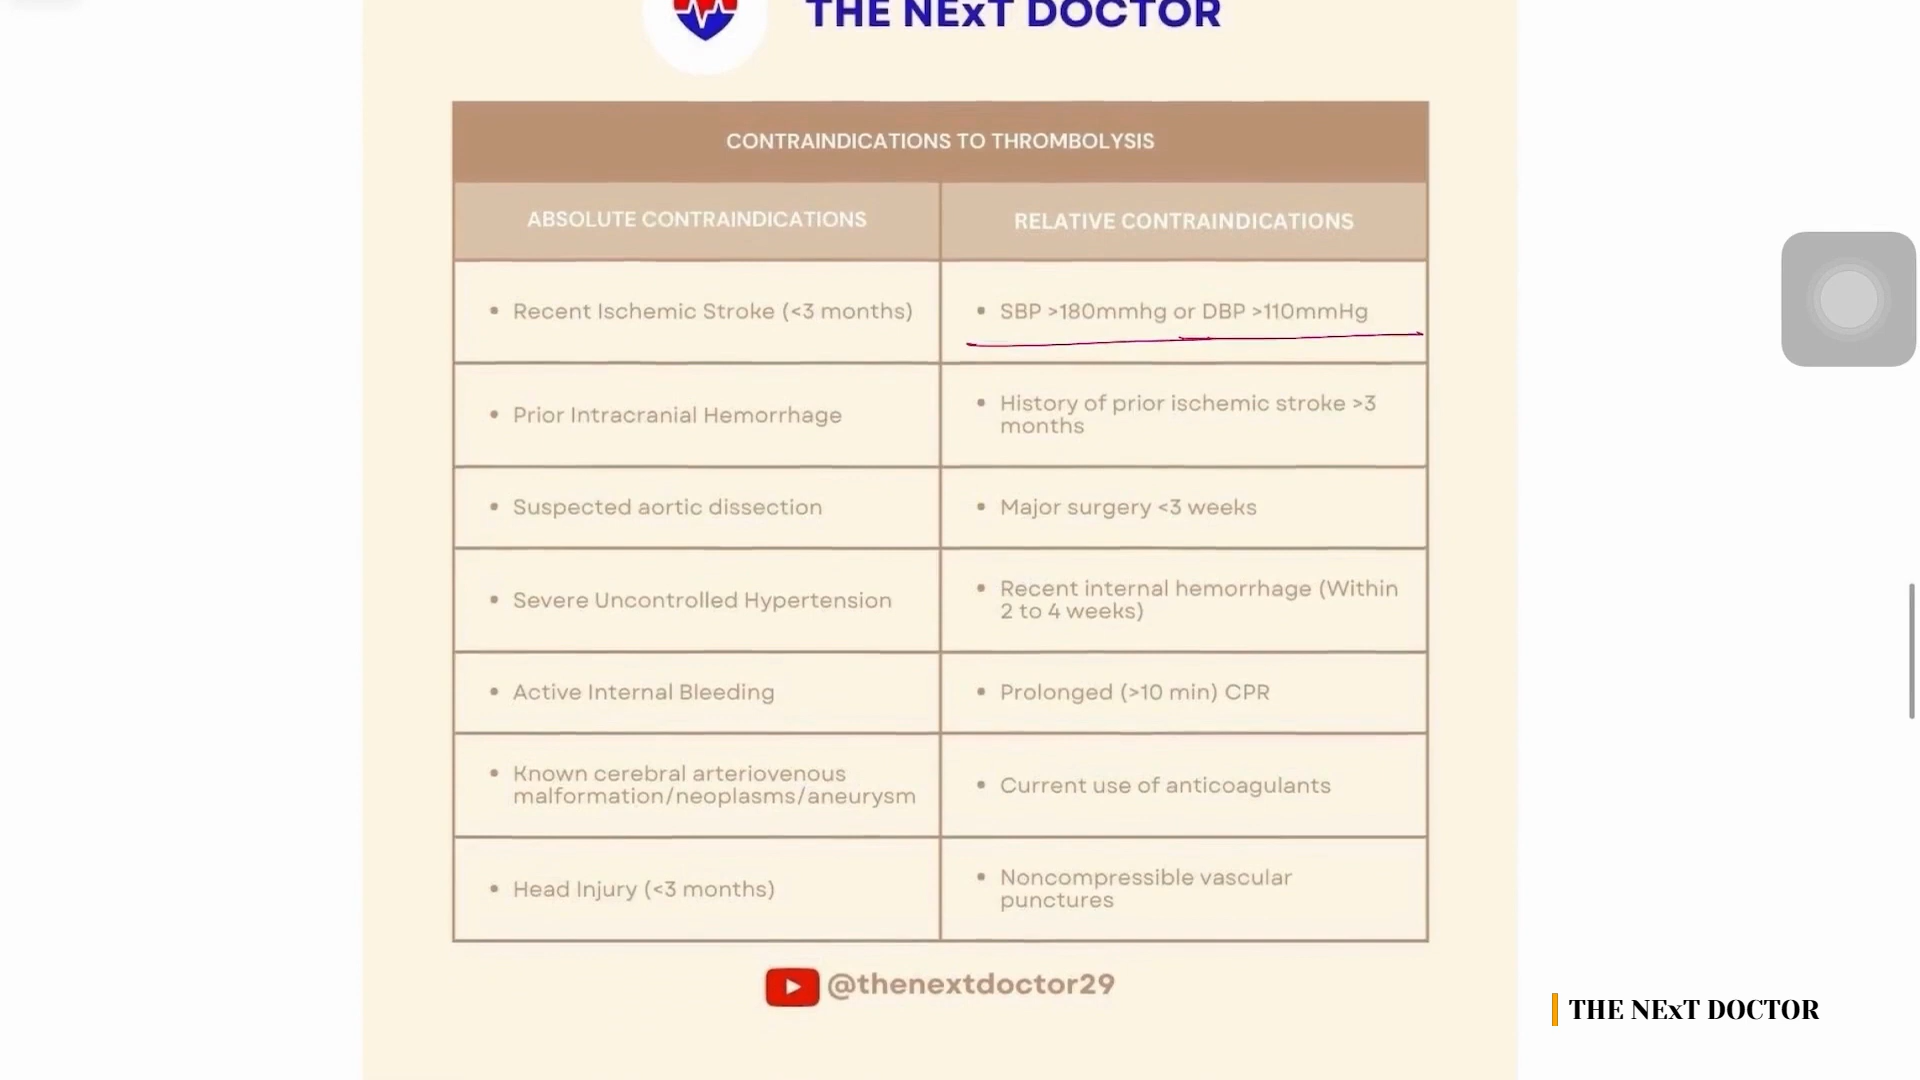 THE NExT DOCTOR
CONTRAINDICATIONS TO THROMBOLYSIS
ABSOLUTE CONTRAINDICATIONS
RELATIVE CONTRAINDICATIONS
• Recent Ischemic Stroke (<3 months)
• SBP >180mmhg or DBP >110mmHg
• Prior Intracranial Hemorrhage
• History of prior ischemic stroke >3
months
• Suspected aortic dissection
• Major surgery <3 weeks
• Severe Uncontrolled Hypertension
• Recent internal hemorrhage (Within
2 to 4 weeks)
• Active Internal Bleeding
• Prolonged (>10 min) CPR
• Known cerebral arteriovenous
malformation/neoplasms/aneurysm
• Current use of anticoagulants
• Head Injury (<3 months)
• Noncompressible vascular
punctures
@thenextdoctor29
THE NExT DOCTOR